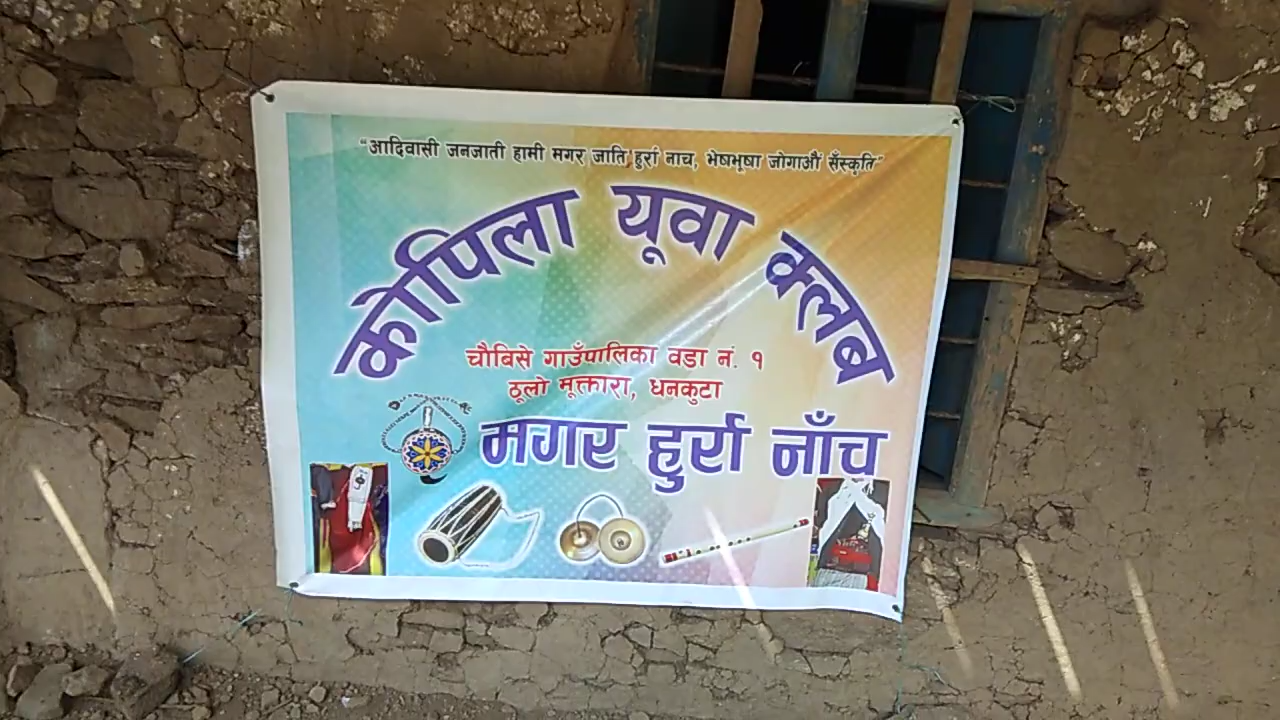 “आदिवासी जनजाती हामी मगर जाति हुर्रा नाच, भेषभूषा जोगाऔं सँस्कृति”
कोपिला यूवा क्लब
चौबिसे गाउँपालिका वडा नं. १
ठूलो मूक्तारा, धनकुटा
मगर हुर्रा नाँच